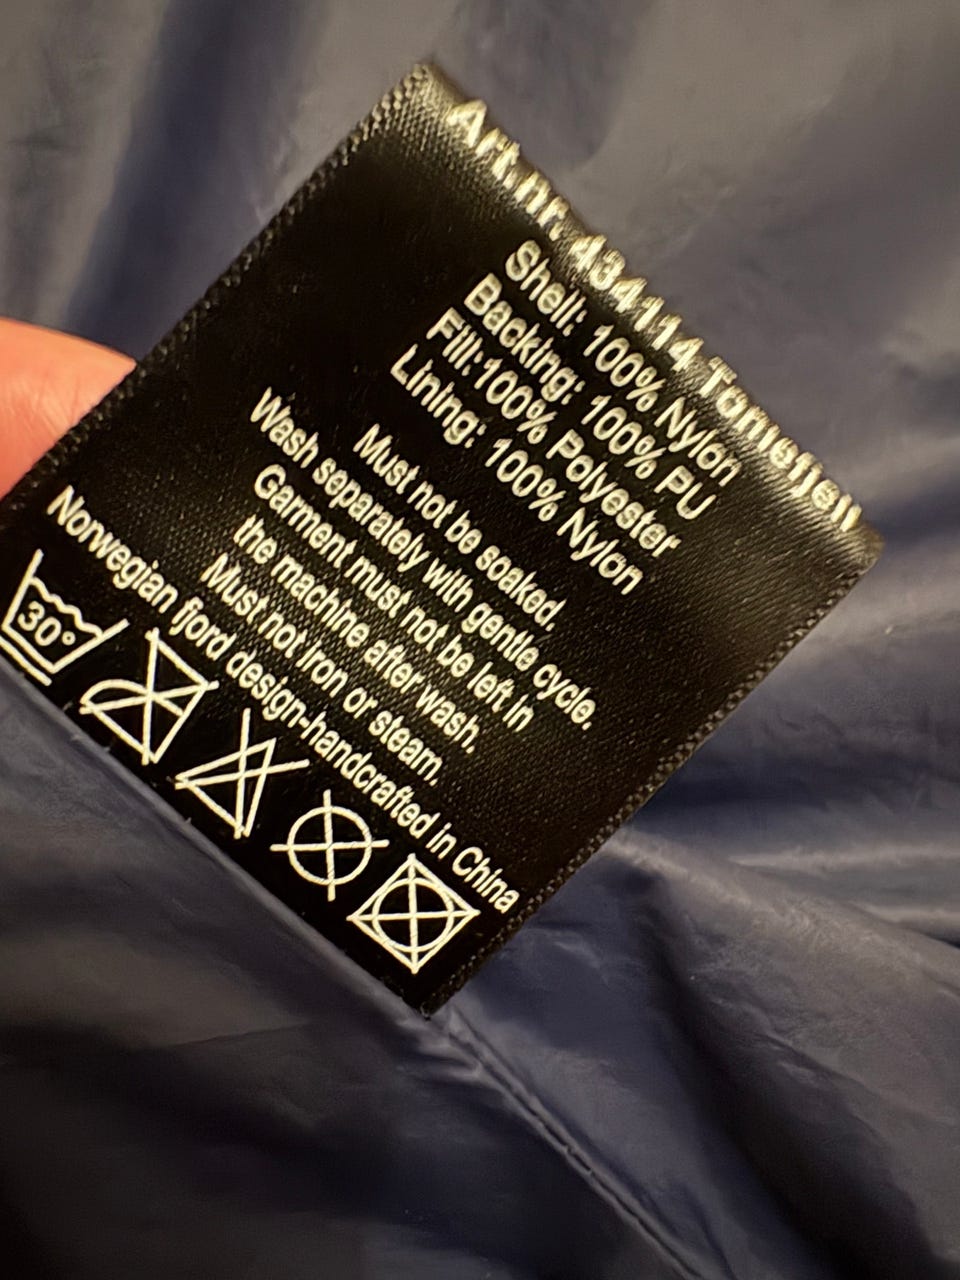 Art.nr. 434114 Tomefjell
Shell: 100% Nylon
Backing: 100% PU
Fill:100% Polyester
Lining: 100% Nylon
Must not be soaked.
Wash separately with gentle cycle.
Garment must not be left in
the machine after wash.
Must not iron or steam.
Norwegian fjord design-handcrafted in China
30°